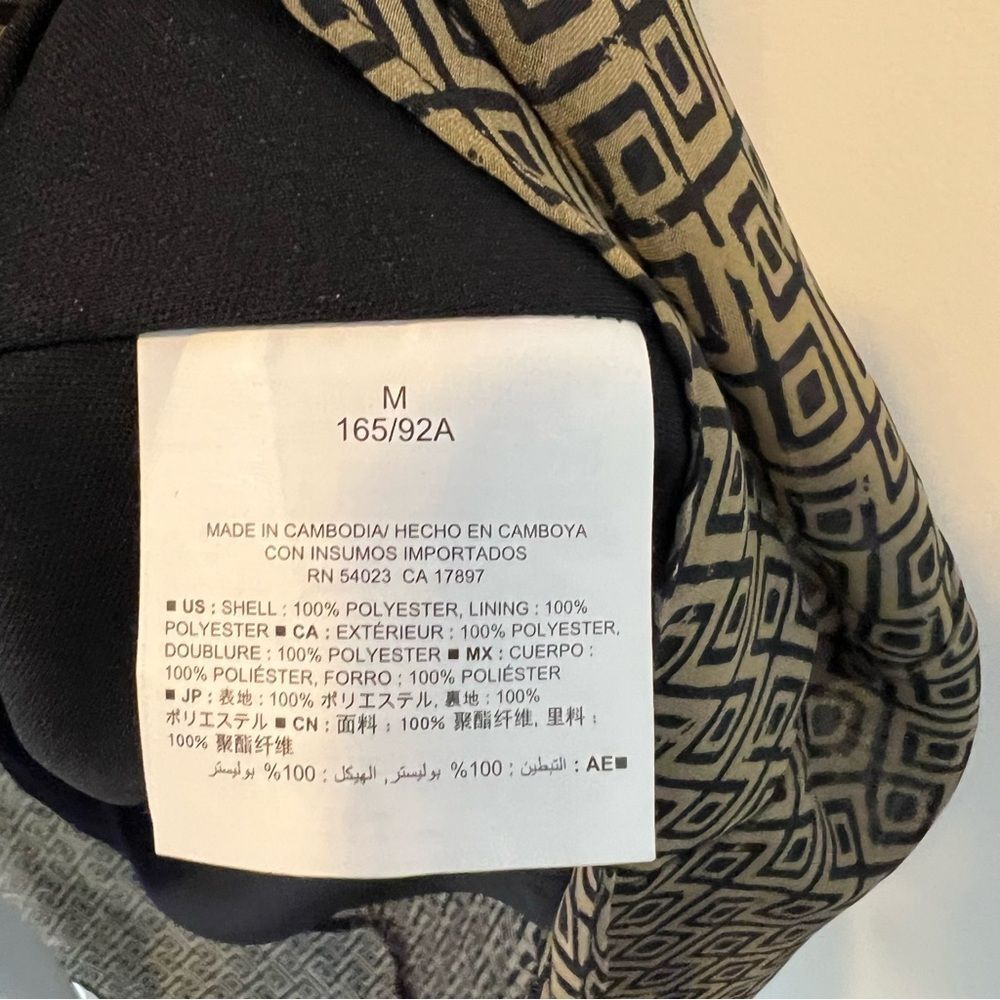 M
165/92A
MADE IN CAMBODIA/ HECHO EN CAMBOYA
CON INSUMOS IMPORTADOS
RN 54023 CA 17897
■ US : SHELL : 100% POLYESTER, LINING : 100%
POLYESTER ■ CA : EXTÉRIEUR : 100% POLYESTER,
DOUBLURE : 100% POLYESTER ■ MX : CUERPO :
100% POLIÉSTER, FORRO : 100% POLIÉSTER
■ JP : 表地 : 100% ポリエステル, 裏地 : 100%
ポリエステル ■ CN : 面料 : 100% 聚酯纤维, 里料 :
100% 聚酯纤维
■AE : التبطين : 100% بوليستر, الهيكل : 100% بوليستر